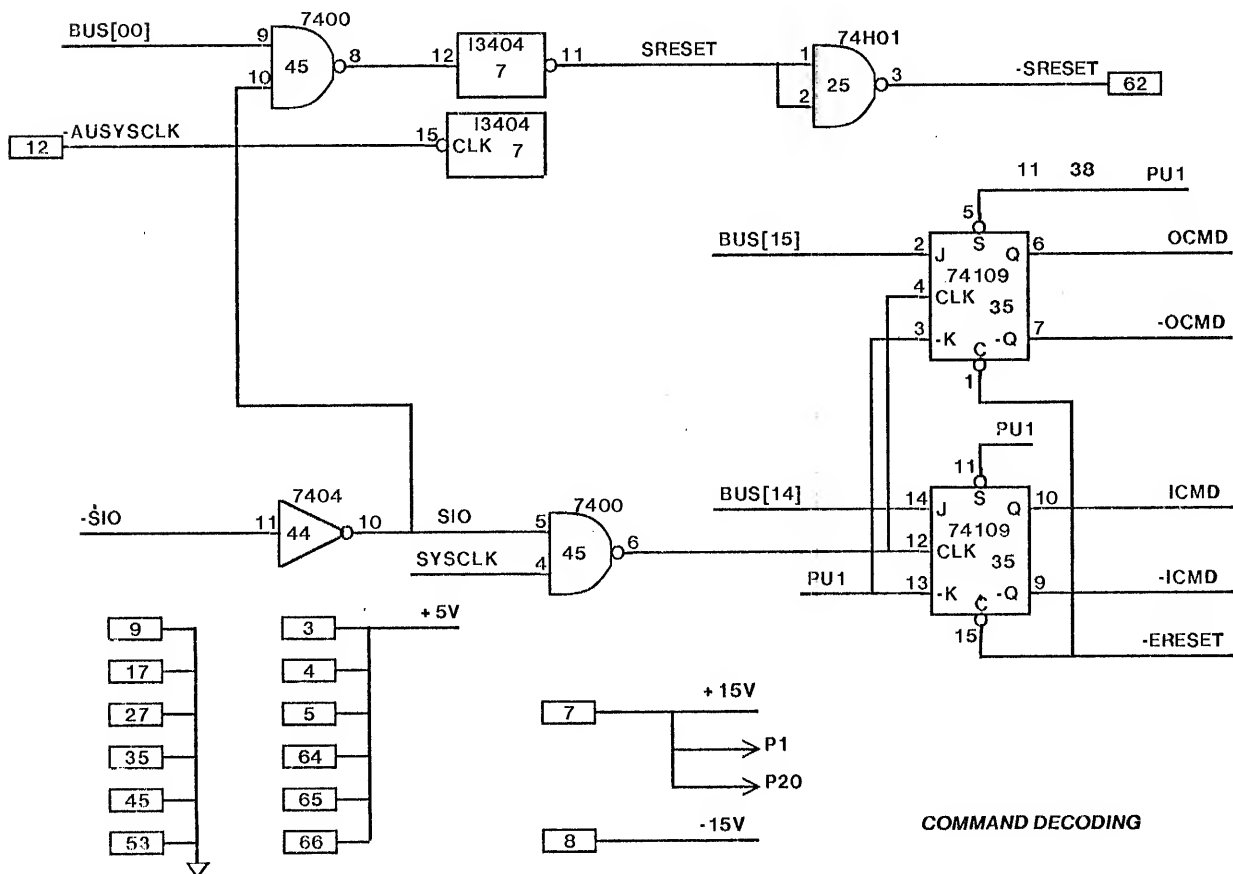 7400
BUS[00]
9
45
8
10
12
I3404
7
11
SRESET
74H01
1
2
25
3
-SRESET
62
12
-AUSYSCLK
15
I3404
CLK
7
11 38 PU1
5
BUS[15]
2
J
S
Q
6
OCMD
74109
4
CLK
35
3
-K
-Q
7
-OCMD
C
1
PU1
11
BUS[14]
14
J
S
Q
10
ICMD
74109
12
CLK
35
PU1
13
-K
-Q
9
-ICMD
C
15
-ERESET
-SIO
11
7404
44
10
SIO
5
7400
SYSCLK
4
45
6
9
17
27
35
45
53
3
+5V
4
5
64
65
66
7
+15V
P1
P20
8
-15V
COMMAND DECODING